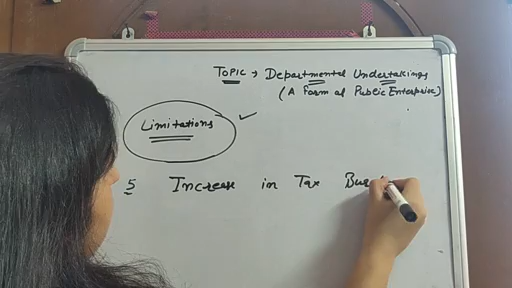 TOPIC → Departmental Undertakings
(A Form of Public Enterprise)
Limitations
5 Increase in Tax